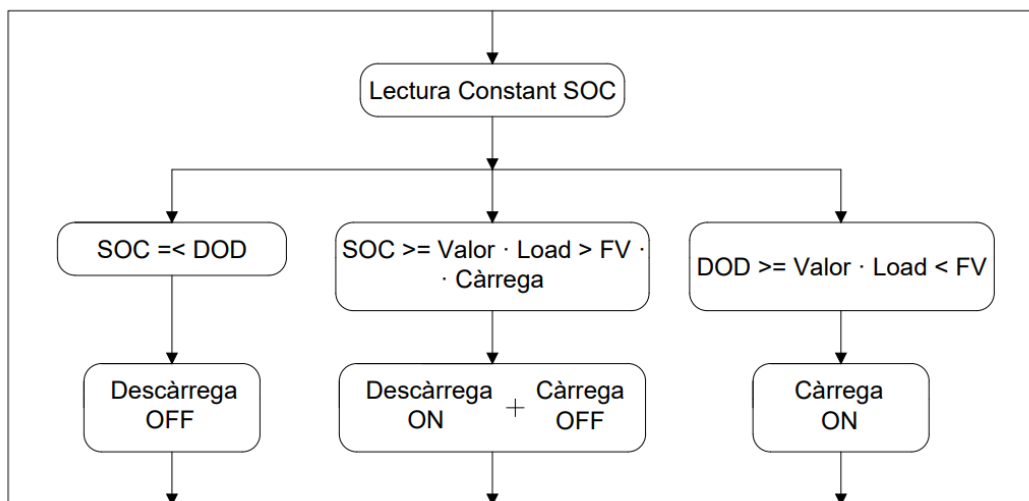 Lectura Constant SOC
SOC =< DOD
SOC >= Valor · Load > FV ·
· Càrrega
DOD >= Valor · Load < FV
Descàrrega
OFF
Descàrrega
ON
+
Càrrega
OFF
Càrrega
ON